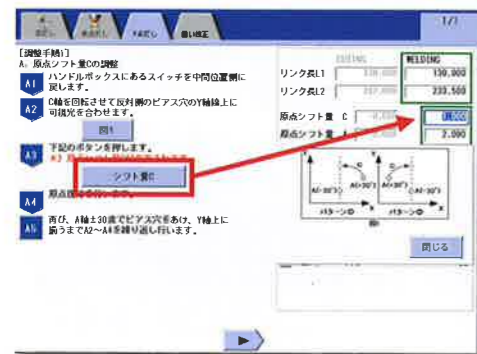 1/1
[調整手順1]
A. 原点シフト量Cの調整
A1 ハンドルボックスにあるスイッチを中間位置側に
戻します。
A2 C軸を回転させて反対側のピアス穴のY軸線上に
可視光を合わせます。
図1
A3 下記のボタンを押します。
シフト量C
A4
A5 再び、A軸±30度でピアス穴をあけ、Y軸上に
揃うまでA2～A4を繰り返し行います。
WELDING
リンク長L1 130.000
リンク長L2 233.500
原点シフト量 C
原点シフト量 2.000
Y Y
C C
A(-30°) A(+30°) A(-30°) A(+30°)
X X
パターン① パターン②
閉じる